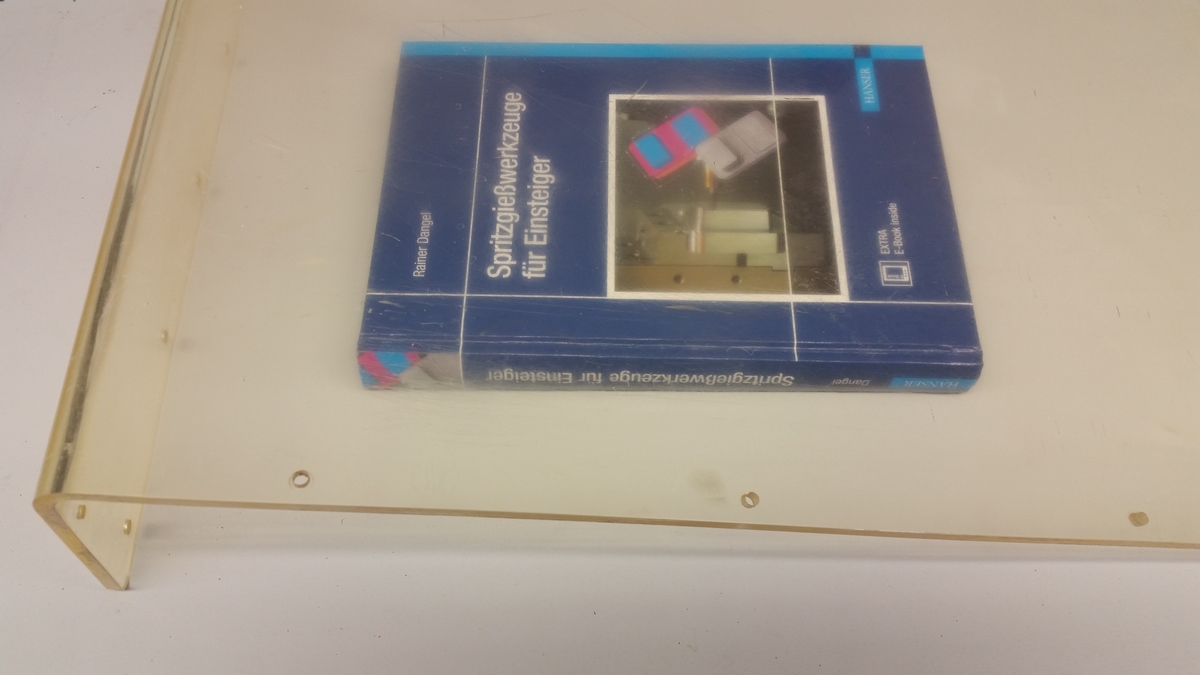 Rainer Dangel
Spritzgießwerkzeuge
für Einsteiger
HANSER
EXTRA
E-Book inside
Spritzgießwerkzeuge für Einsteiger
Dangel
HANSER